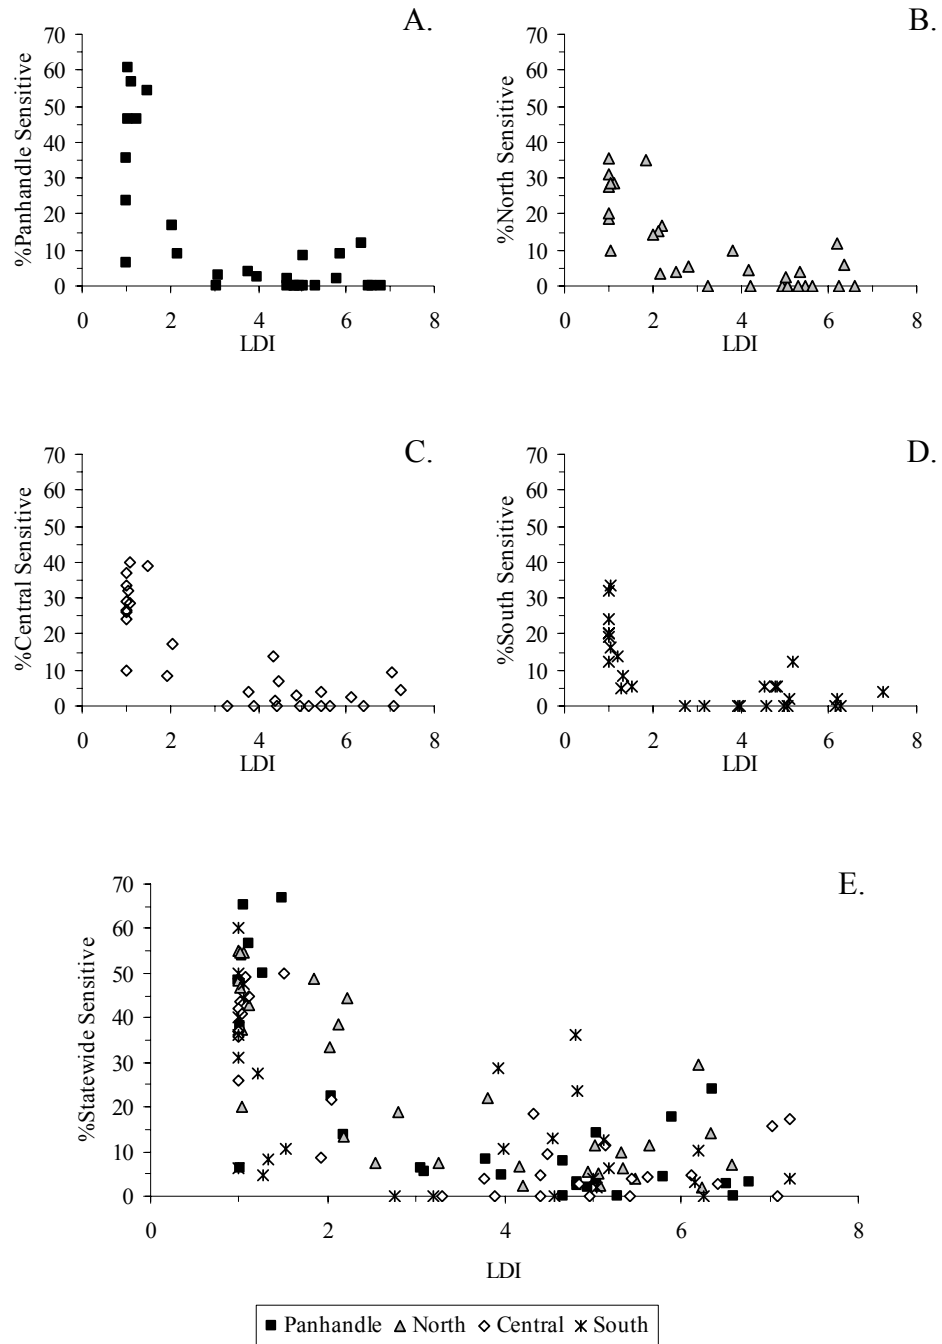 A.
70
60
50
40
30
20
10
0
%Panhandle Sensitive
0 2 4 6 8
LDI
B.
70
60
50
40
30
20
10
0
%North Sensitive
0 2 4 6 8
LDI
C.
70
60
50
40
30
20
10
0
%Central Sensitive
0 2 4 6 8
LDI
D.
70
60
50
40
30
20
10
0
%South Sensitive
0 2 4 6 8
LDI
E.
70
60
50
40
30
20
10
0
%Statewide Sensitive
0 2 4 6 8
LDI
Panhandle North Central South